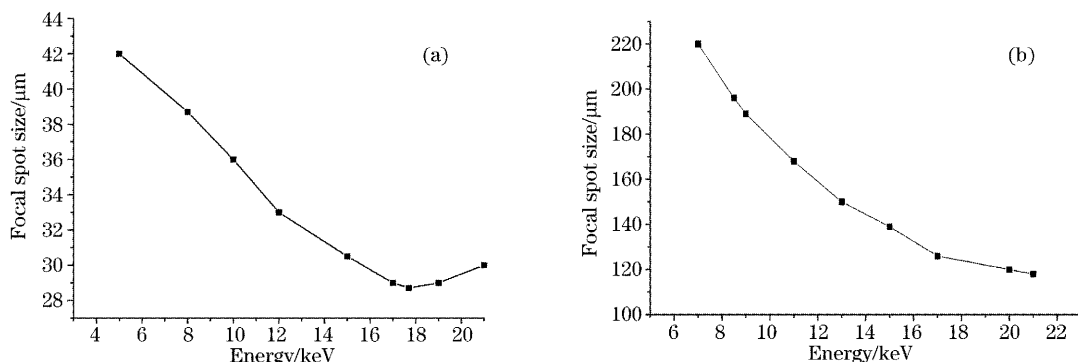 44
42
40
38
36
33
32
30
28
Focal spot size/μm
(a)
4 6 8 10 12 14 16 18 20
Energy/keV
220
200
180
160
140
120
100
Focal spot size/μm
(b)
6 8 10 12 14 16 18 20 22
Energy/keV